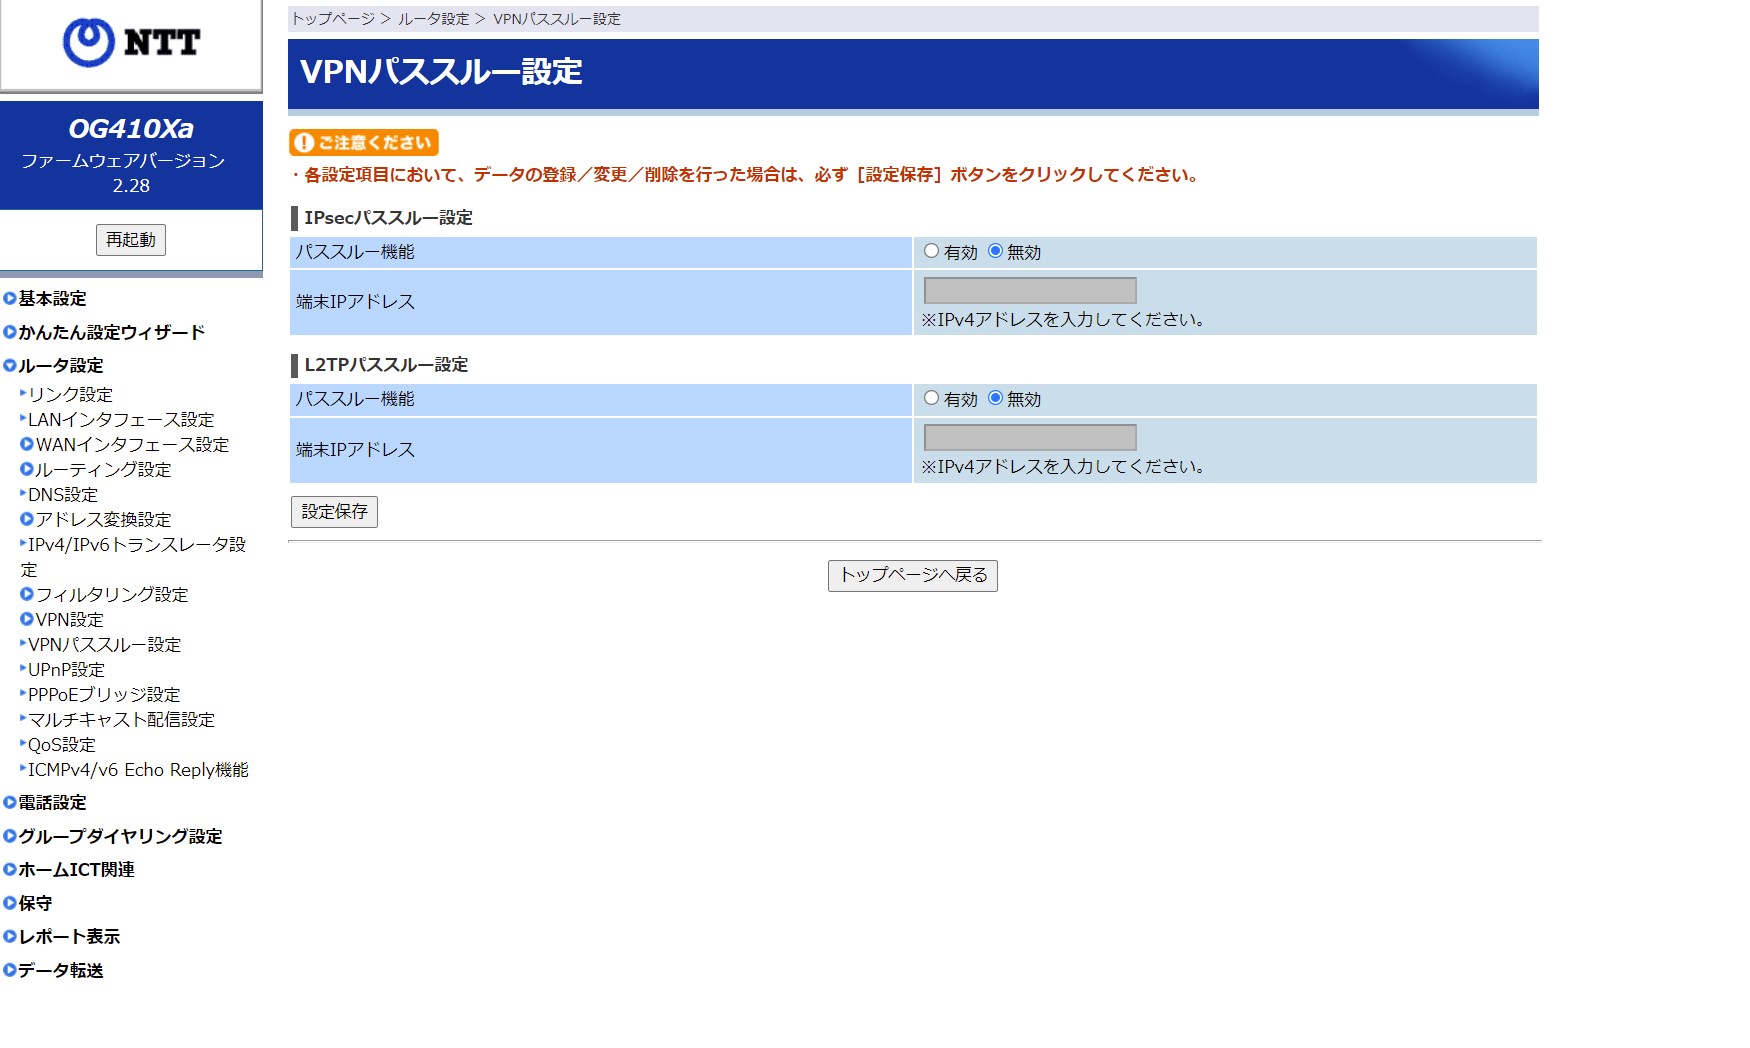 NTT
OG410Xa
ファームウェアバージョン
2.28
再起動
基本設定
かんたん設定ウィザード
ルータ設定
リンク設定
LANインタフェース設定
WANインタフェース設定
ルーティング設定
DNS設定
アドレス変換設定
IPv4/IPv6トランスレータ設
定
フィルタリング設定
VPN設定
VPNパススルー設定
UPnP設定
PPPoEブリッジ設定
マルチキャスト配信設定
QoS設定
ICMPv4/v6 Echo Reply機能
電話設定
グループダイヤリング設定
ホームICT関連
保守
レポート表示
データ転送
トップページ ＞ ルータ設定 ＞ VPNパススルー設定
VPNパススルー設定
ご注意ください
・各設定項目において、データの登録／変更／削除を行った場合は、必ず［設定保存］ボタンをクリックしてください。
IPsecパススルー設定
パススルー機能 有効 無効
端末IPアドレス
※IPv4アドレスを入力してください。
L2TPパススルー設定
パススルー機能 有効 無効
端末IPアドレス
※IPv4アドレスを入力してください。
設定保存
トップページへ戻る